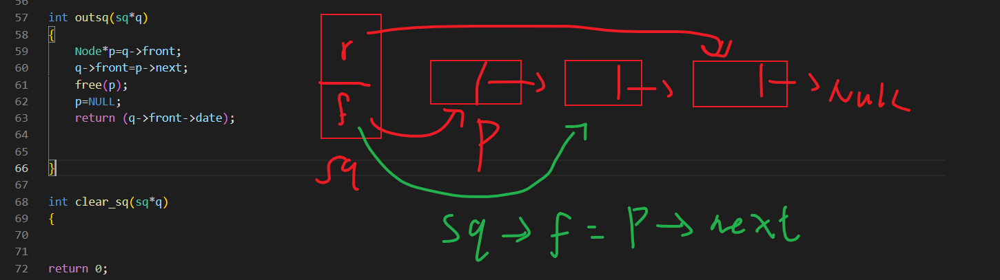 56
57 int outsq(sq*q)
58 {
59 Node*p=q->front;
60 q->front=p->next;
61 free(p);
62 p=NULL;
63 return (q->front->date);
64
65
66 }
67
68 int clear_sq(sq*q)
69 {
70
71
72 return 0;
r
f
sq
p
NULL
sq → f = p → next